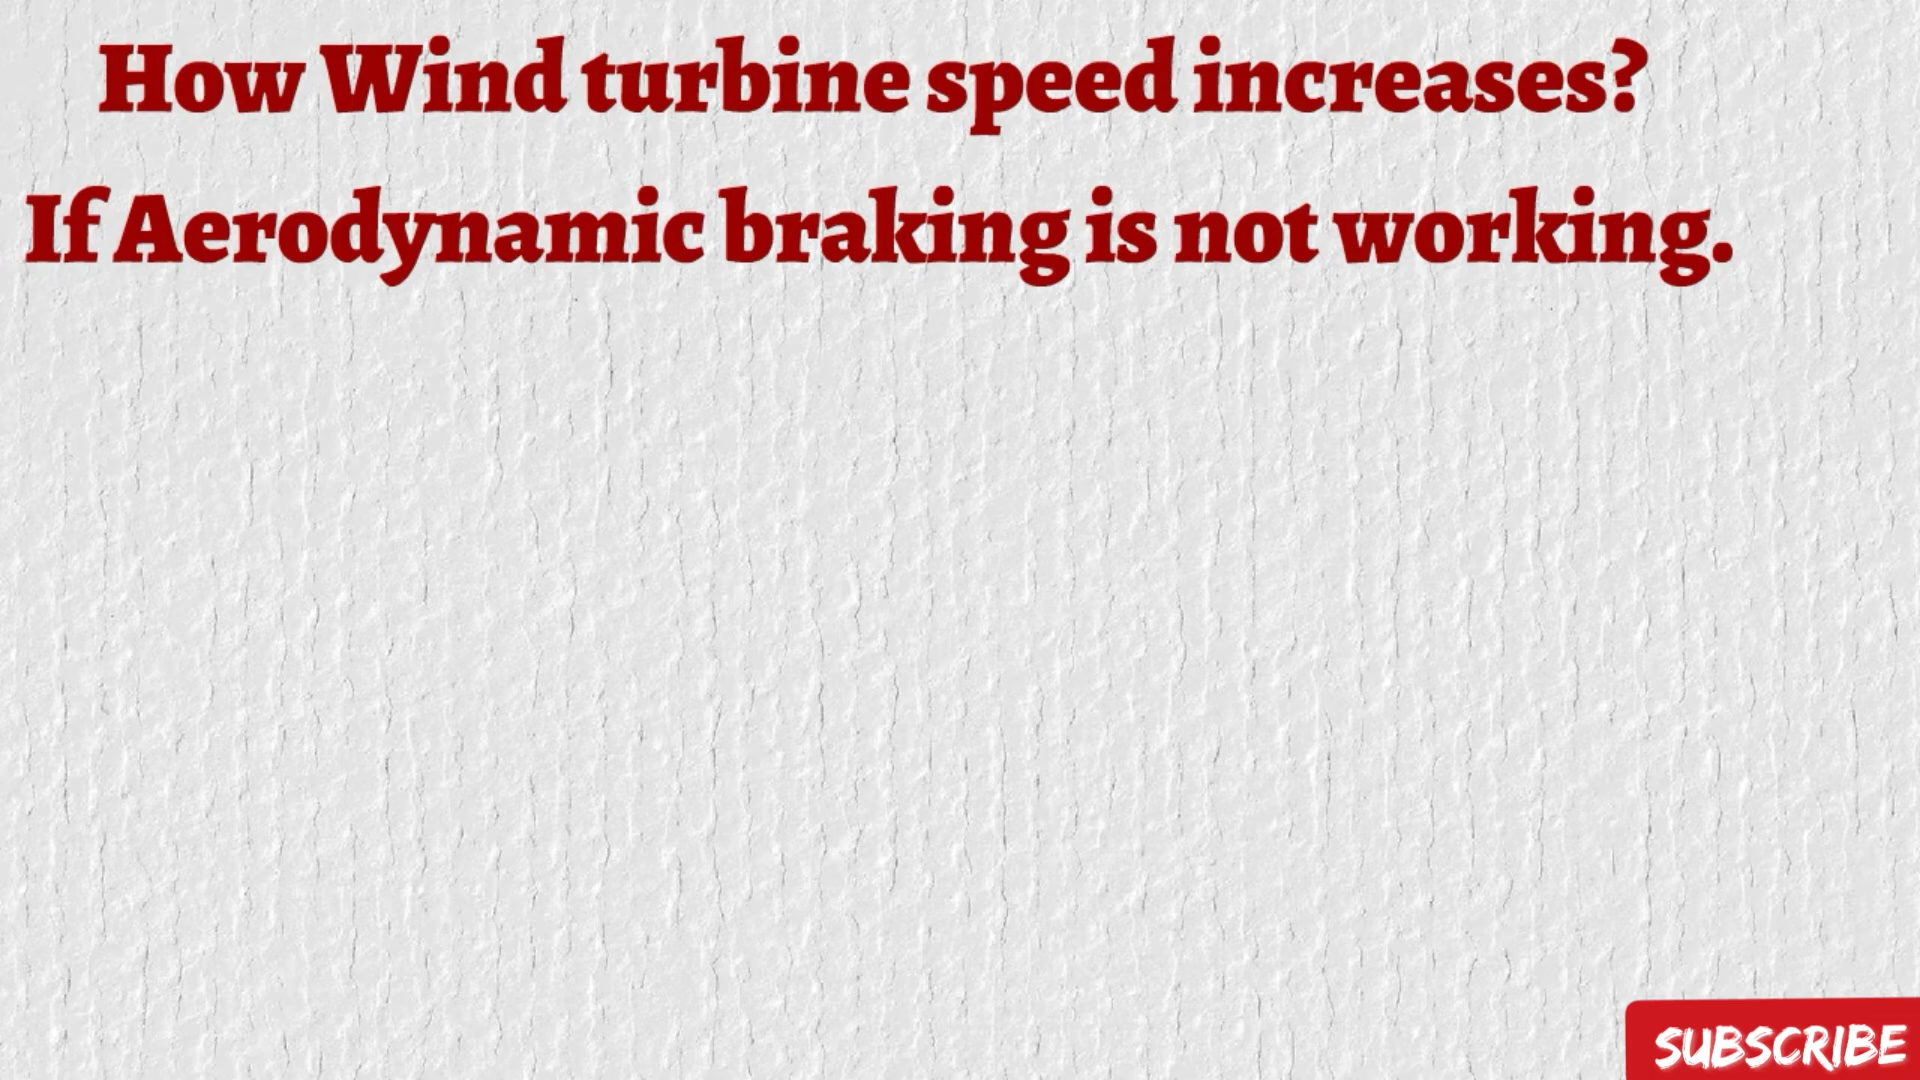 How Wind turbine speed increases?
If Aerodynamic braking is not working.
SUBSCRIBE